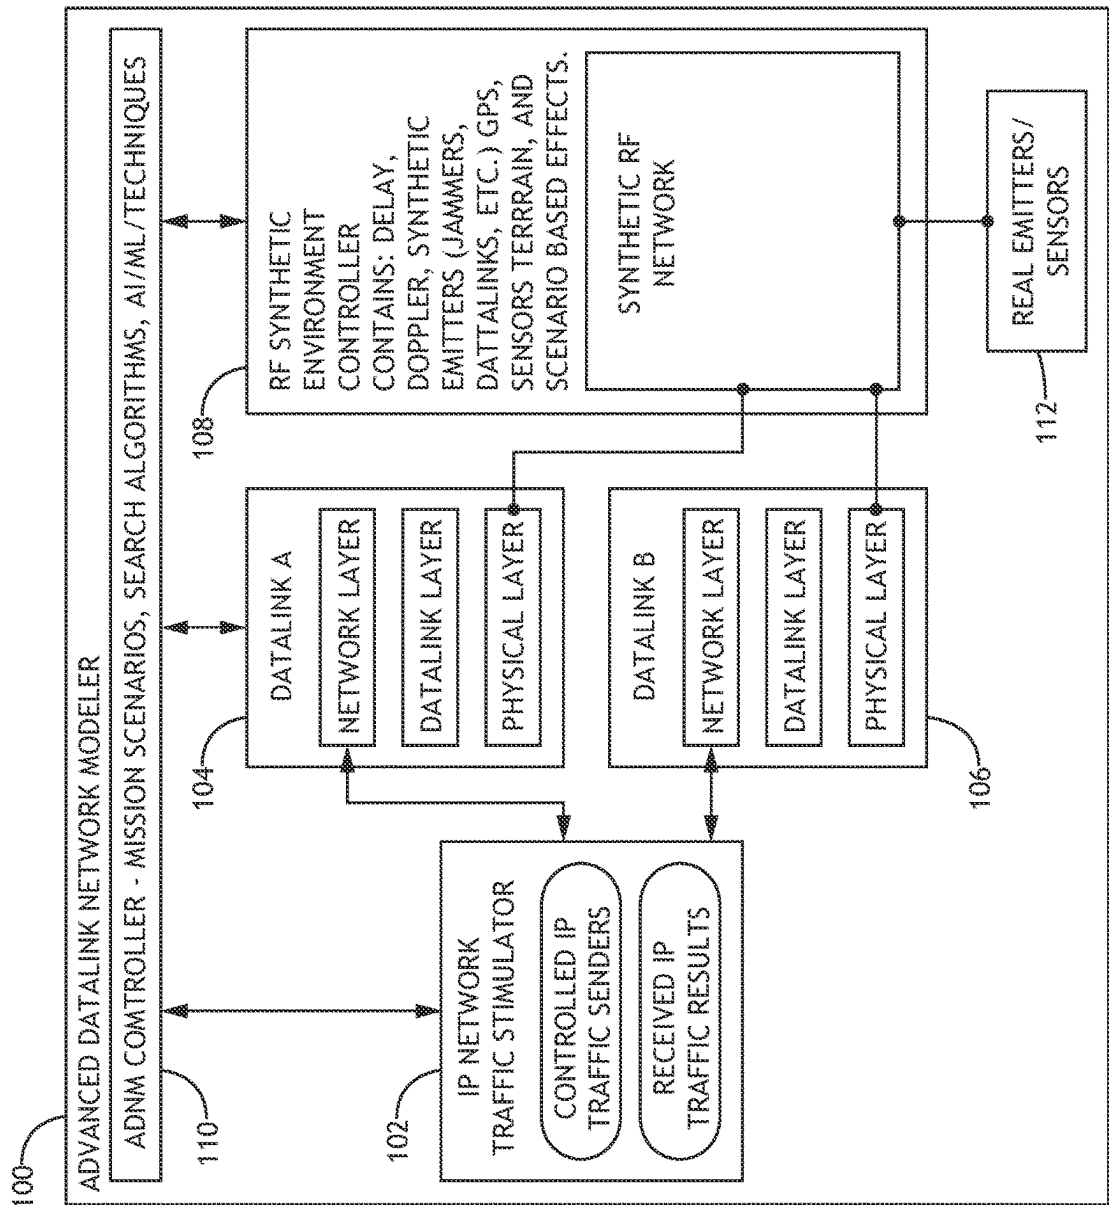 100
ADVANCED DATALINK NETWORK MODELER
ADNM COMTROLLER - MISSION SCENARIOS, SEARCH ALGORITHMS, AI/ML/TECHNIQUES
110
102
IP NETWORK
TRAFFIC STIMULATOR
CONTROLLED IP
TRAFFIC SENDERS
RECEIVED IP
TRAFFIC RESULTS
104
DATALINK A
NETWORK LAYER
DATALINK LAYER
PHYSICAL LAYER
DATALINK B
NETWORK LAYER
DATALINK LAYER
PHYSICAL LAYER
106
108
RF SYNTHETIC
ENVIRONMENT
CONTROLLER
CONTAINS: DELAY,
DOPPLER, SYNTHETIC
EMITTERS (JAMMERS,
DATTALINKS, ETC.) GPS,
SENSORS TERRRAIN, AND
SCENARIO BASED EFFECTS.
SYNTHETIC RF
NETWORK
REAL EMITTERS/
SENSORS
112